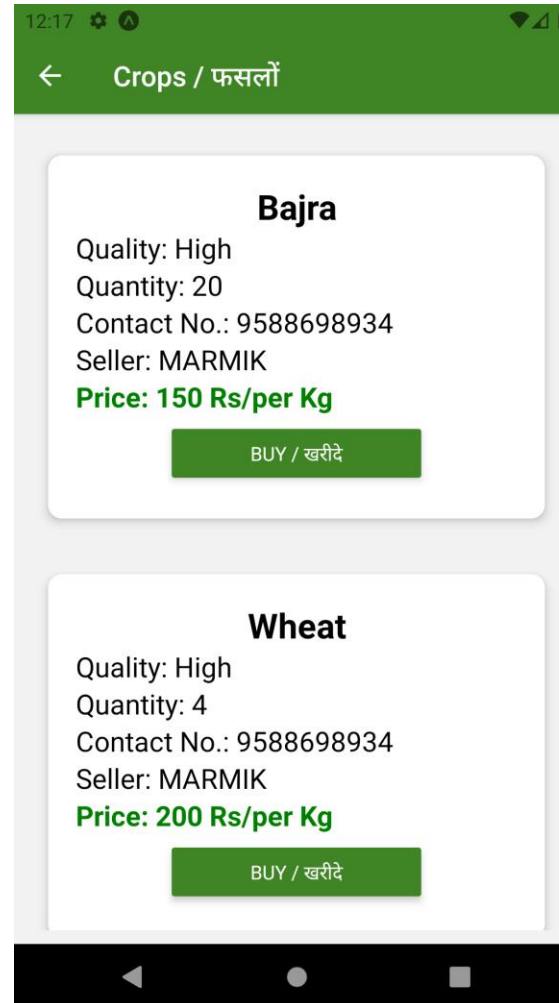 12:17
Crops / फसलों
Bajra
Quality: High
Quantity: 20
Contact No.: 9588698934
Seller: MARMIK
Price: 150 Rs/per Kg
BUY / खरीदे
Wheat
Quality: High
Quantity: 4
Contact No.: 9588698934
Seller: MARMIK
Price: 200 Rs/per Kg
BUY / खरीदे